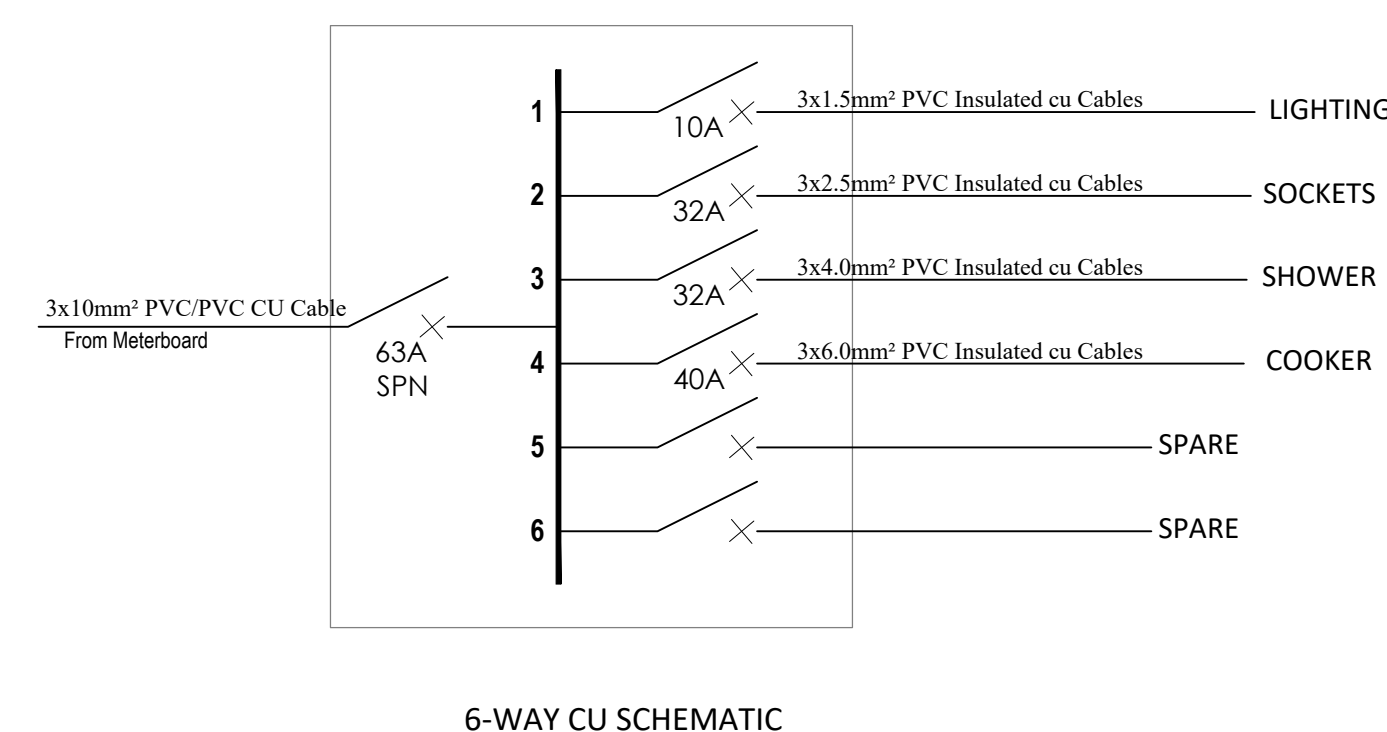 1
10A
3x1.5mm² PVC Insulated cu Cables
LIGHTING
2
32A
3x2.5mm² PVC Insulated cu Cables
SOCKETS
3
32A
3x4.0mm² PVC Insulated cu Cables
SHOWER
3x10mm² PVC/PVC CU Cable
From Meterboard
63A
SPN
4
40A
3x6.0mm² PVC Insulated cu Cables
COOKER
5
SPARE
6
SPARE
6-WAY CU SCHEMATIC